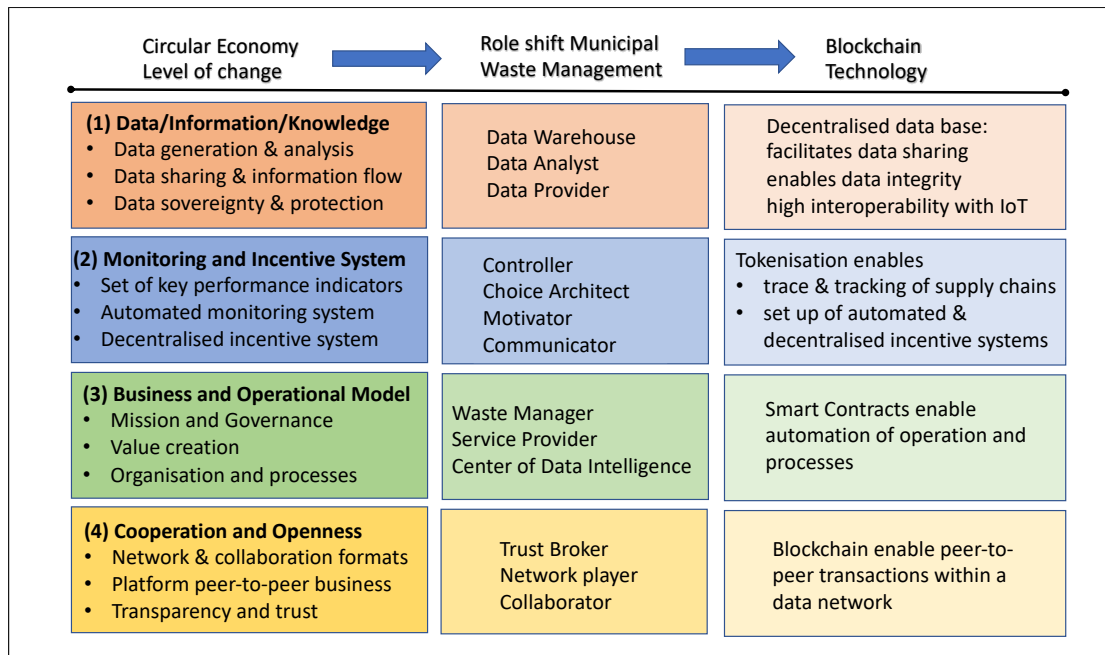 Circular Economy
Level of change
Role shift Municipal
Waste Management
Blockchain
Technology
(1) Data/Information/Knowledge
• Data generation & analysis
• Data sharing & information flow
• Data sovereignty & protection
Data Warehouse
Data Analyst
Data Provider
Decentralised data base:
facilitates data sharing
enables data integrity
high interoperability with IoT
(2) Monitoring and Incentive System
• Set of key performance indicators
• Automated monitoring system
• Decentralised incentive system
Controller
Choice Architect
Motivator
Communicator
Tokenisation enables
• trace & tracking of supply chains
• set up of automated &
decentralised incentive systems
(3) Business and Operational Model
• Mission and Governance
• Value creation
• Organisation and processes
Waste Manager
Service Provider
Center of Data Intelligence
Smart Contracts enable
automation of operation and
processes
(4) Cooperation and Openness
• Network & collaboration formats
• Platform peer-to-peer business
• Transparency and trust
Trust Broker
Network player
Collaborator
Blockchain enable peer-to-
peer transactions within a
data network